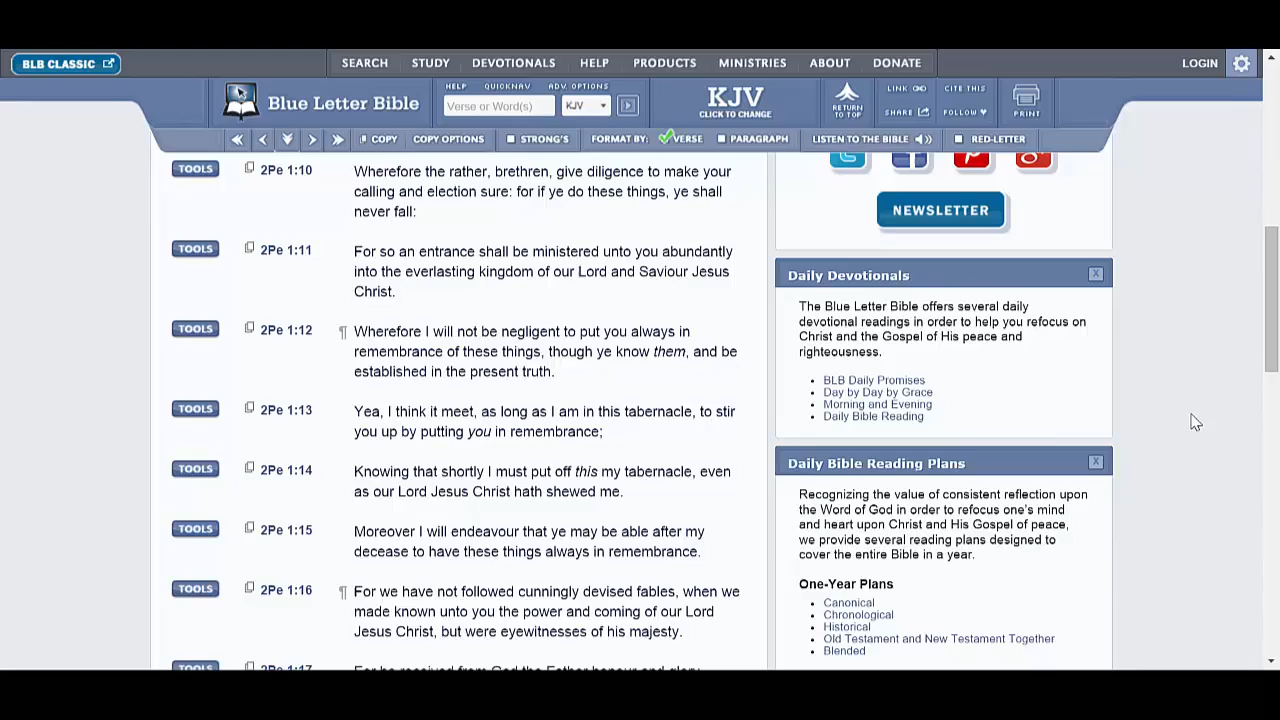 BLB CLASSIC
SEARCH STUDY DEVOTIONALS HELP PRODUCTS MINISTRIES ABOUT DONATE LOGIN
HELP QUICKNAV ADV. OPTIONS
Blue Letter Bible
Verse or Word(s) KJV
KJV
CLICK TO CHANGE
RETURN
TO TOP
LINK CITE THIS
SHARE FOLLOW
PRINT
COPY COPY OPTIONS STRONG'S FORMAT BY: VERSE PARAGRAPH LISTEN TO THE BIBLE RED-LETTER
TOOLS 2Pe 1:10 Wherefore the rather, brethren, give diligence to make your
calling and election sure: for if ye do these things, ye shall
never fall:
TOOLS 2Pe 1:11 For so an entrance shall be ministered unto you abundantly
into the everlasting kingdom of our Lord and Saviour Jesus
Christ.
TOOLS 2Pe 1:12 ¶ Wherefore I will not be negligent to put you always in
remembrance of these things, though ye know them, and be
established in the present truth.
TOOLS 2Pe 1:13 Yea, I think it meet, as long as I am in this tabernacle, to stir
you up by putting you in remembrance;
TOOLS 2Pe 1:14 Knowing that shortly I must put off this my tabernacle, even
as our Lord Jesus Christ hath shewed me.
TOOLS 2Pe 1:15 Moreover I will endeavour that ye may be able after my
decease to have these things always in remembrance.
TOOLS 2Pe 1:16 ¶ For we have not followed cunningly devised fables, when we
made known unto you the power and coming of our Lord
Jesus Christ, but were eyewitnesses of his majesty.
TOOLS 2Pe 1:17 For he received from God the Father honour and glory
NEWSLETTER
Daily Devotionals X
The Blue Letter Bible offers several daily
devotional readings in order to help you refocus on
Christ and the Gospel of His peace and
righteousness.
• BLB Daily Promises
• Day by Day by Grace
• Morning and Evening
• Daily Bible Reading
Daily Bible Reading Plans X
Recognizing the value of consistent reflection upon
the Word of God in order to refocus one's mind
and heart upon Christ and His Gospel of peace,
we provide several reading plans designed to
cover the entire Bible in a year.
One-Year Plans
• Canonical
• Chronological
• Historical
• Old Testament and New Testament Together
• Blended